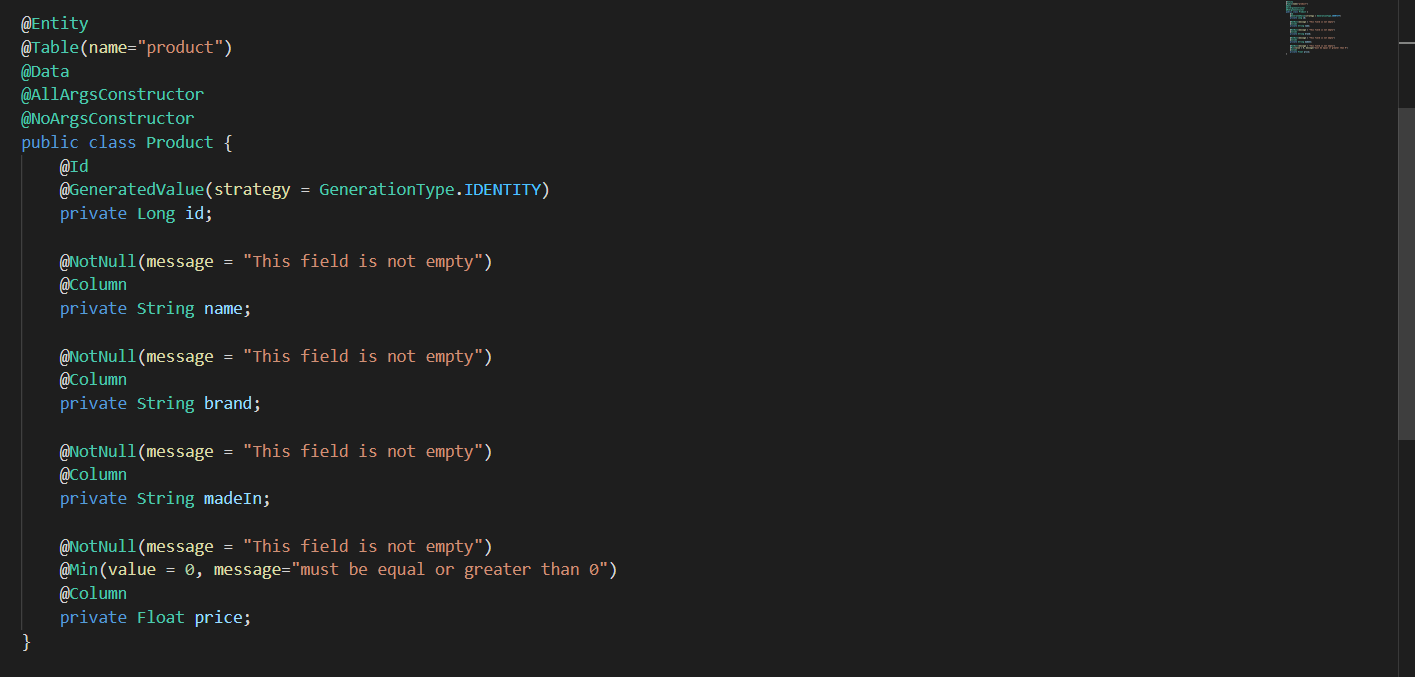 @Entity
@Table(name="product")
@Data
@AllArgsConstructor
@NoArgsConstructor
public class Product {
    @Id
    @GeneratedValue(strategy = GenerationType.IDENTITY)
    private Long id;

    @NotNull(message = "This field is not empty")
    @Column
    private String name;

    @NotNull(message = "This field is not empty")
    @Column
    private String brand;

    @NotNull(message = "This field is not empty")
    @Column
    private String madeIn;

    @NotNull(message = "This field is not empty")
    @Min(value = 0, message="must be equal or greater than 0")
    @Column
    private Float price;
}